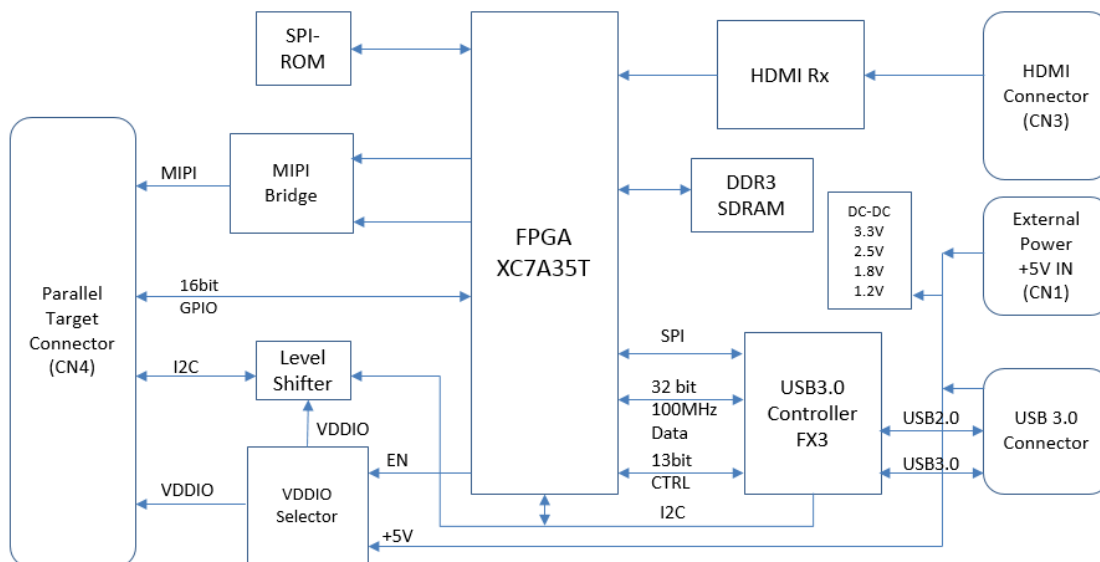 SPI-
ROM
HDMI Rx
HDMI
Connector
(CN3)
MIPI
MIPI
Bridge
DDR3
SDRAM
FPGA
XC7A35T
DC-DC
3.3V
2.5V
1.8V
1.2V
External
Power
+5V IN
(CN1)
Parallel
Target
Connector
(CN4)
16bit
GPIO
I2C
Level
Shifter
VDDIO
SPI
32 bit
100MHz
Data
13bit
CTRL
USB3.0
Controller
FX3
USB2.0
USB3.0
USB 3.0
Connector
EN
VDDIO
VDDIO
Selector
I2C
+5V